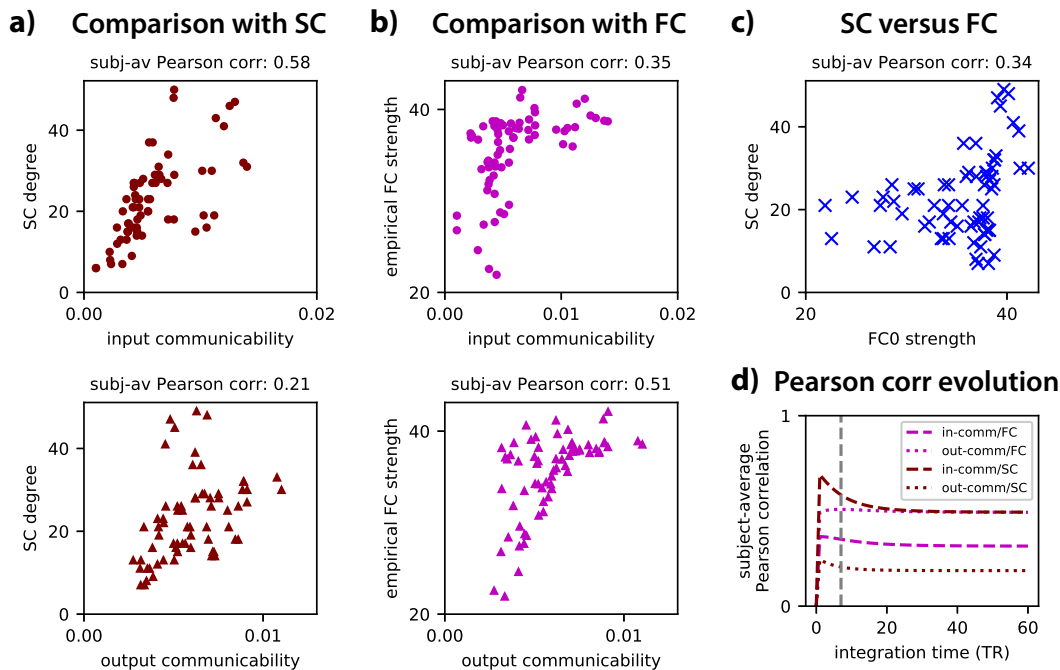 a) Comparison with SC
subj-av Pearson corr: 0.58
SC degree
40
20
0
0.00
0.02
input communicability
b) Comparison with FC
subj-av Pearson corr: 0.35
empirical FC strength
40
20
0.00
0.01
0.02
input communicability
c) SC versus FC
subj-av Pearson corr: 0.34
SC degree
40
20
0
20
40
FC0 strength
subj-av Pearson corr: 0.21
SC degree
40
20
0
0.00
0.01
output communicability
subj-av Pearson corr: 0.51
empirical FC strength
40
20
0.00
0.01
output communicability
d) Pearson corr evolution
subject-average
Pearson correlation
1
0
in-comm/FC
out-comm/FC
in-comm/SC
out-comm/SC
0
20
40
60
integration time (TR)